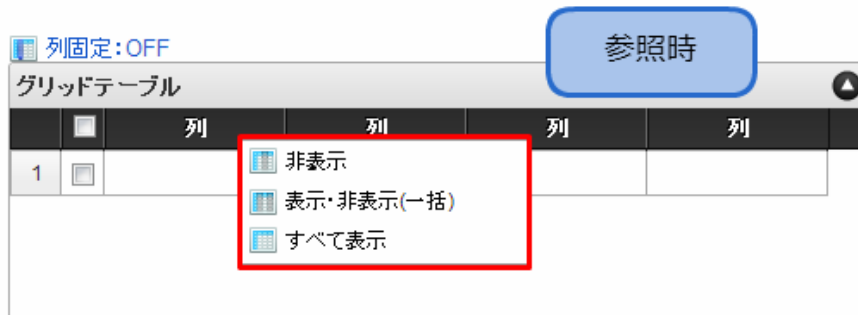 参照時
列固定:OFF
グリッドテーブル
列 列 列 列
1
非表示
表示・非表示(一括)
すべて表示